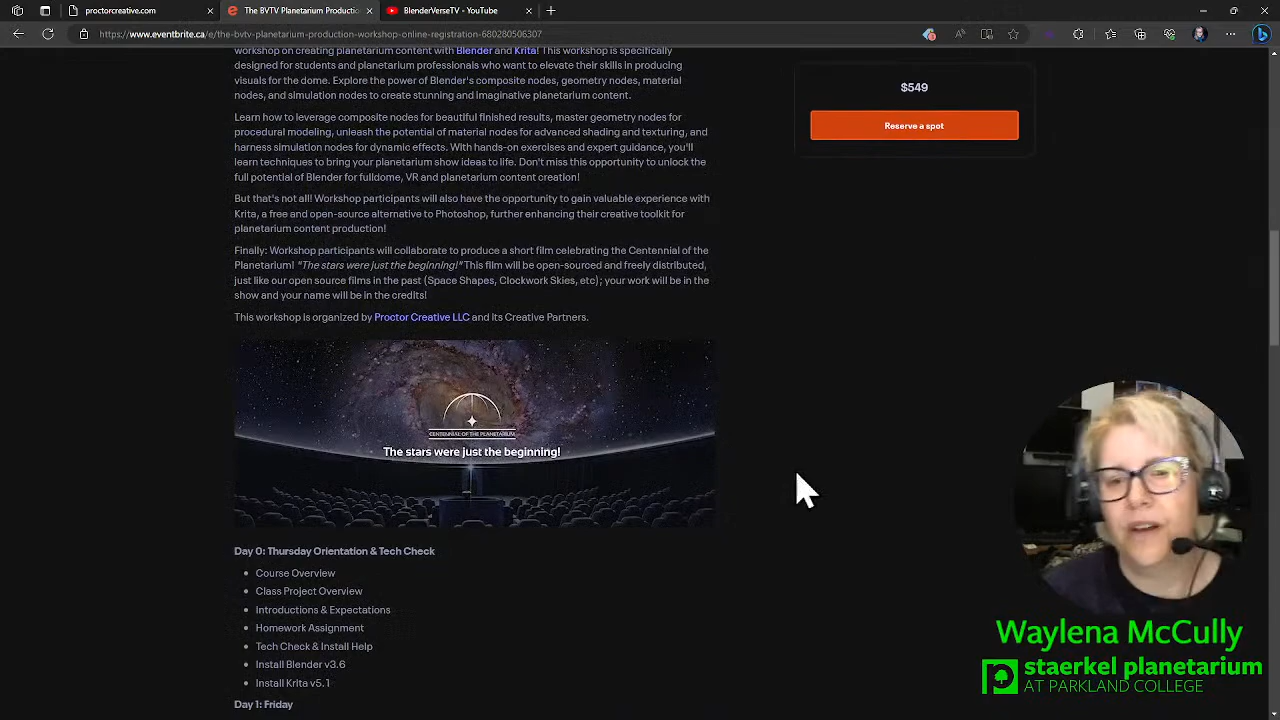 proctorcreative.com
The BVTV Planetarium Productio
BlenderVerseTV - YouTube
https://www.eventbrite.ca/e/the-bvtv-planetarium-production-workshop-online-registration-680280506307
workshop on creating planetarium content with Blender and Krita! This workshop is specifically
designed for students and planetarium professionals who want to elevate their skills in producing
visuals for the dome. Explore the power of Blender's composite nodes, geometry nodes, material
nodes, and simulation nodes to create stunning and imaginative planetarium content.
Learn how to leverage composite nodes for beautiful finished results, master geometry nodes for
procedural modeling, unleash the potential of material nodes for advanced shading and texturing, and
harness simulation nodes for dynamic effects. With hands-on exercises and expert guidance, you'll
learn techniques to bring your planetarium show ideas to life. Don't miss this opportunity to unlock the
full potential of Blender for fulldome, VR and planetarium content creation!
But that's not all! Workshop participants will also have the opportunity to gain valuable experience with
Krita, a free and open-source alternative to Photoshop, further enhancing their creative toolkit for
planetarium content production!
Finally: Workshop participants will collaborate to produce a short film celebrating the Centennial of the
Planetarium! "The stars were just the beginning!" This film will be open-sourced and freely distributed,
just like our open source films in the past (Space Shapes, Clockwork Skies, etc); your work will be in the
show and your name will be in the credits!
This workshop is organized by Proctor Creative LLC and its Creative Partners.
CENTENNIAL OF THE PLANETARIUM
The stars were just the beginning!
Day 0: Thursday Orientation & Tech Check
Course Overview
Class Project Overview
Introductions & Expectations
Homework Assignment
Tech Check & Install Help
Install Blender v3.6
Install Krita v5.1
Day 1: Friday
$549
Reserve a spot
Waylena McCully
staerkel planetarium
AT PARKLAND COLLEGE